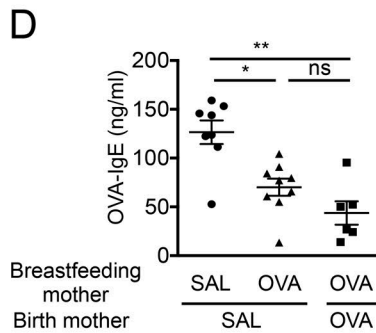 D
**
* ns
200
150
100
50
0
OVA-IgE (ng/ml)
Breastfeeding mother SAL OVA OVA
Birth mother SAL OVA